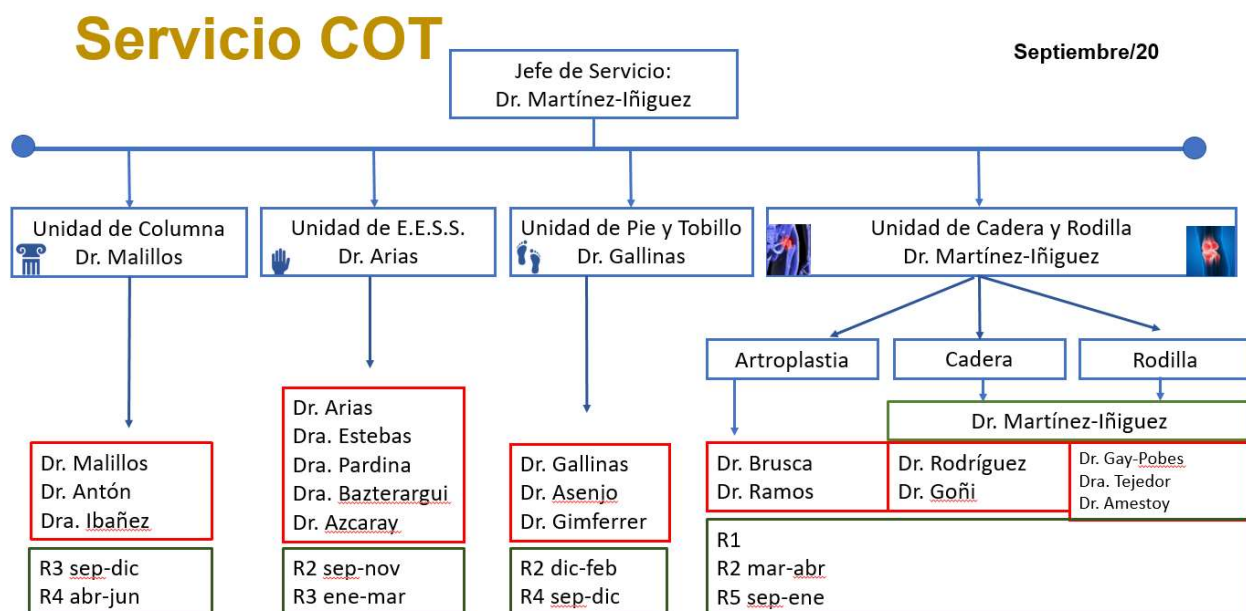 Servicio COT
Septiembre/20
Jefe de Servicio:
Dr. Martínez-Iñiguez
Unidad de Columna
Dr. Malillos
Unidad de E.E.S.S.
Dr. Arias
Unidad de Pie y Tobillo
Dr. Gallinas
Unidad de Cadera y Rodilla
Dr. Martínez-Iñiguez
Artroplastia
Cadera
Rodilla
Dr. Martínez-Iñiguez
Dr. Malillos
Dr. Antón
Dra. Ibañez
Dr. Arias
Dra. Estebas
Dra. Pardina
Dra. Bazterargui
Dr. Azcaray
Dr. Gallinas
Dr. Asenjo
Dr. Gimferrer
Dr. Brusca
Dr. Ramos
Dr. Rodríguez
Dr. Goñi
Dr. Gay-Pobes
Dra. Tejedor
Dr. Amestoy
R3 sep-dic
R4 abr-jun
R2 sep-nov
R3 ene-mar
R2 dic-feb
R4 sep-dic
R1
R2 mar-abr
R5 sep-ene